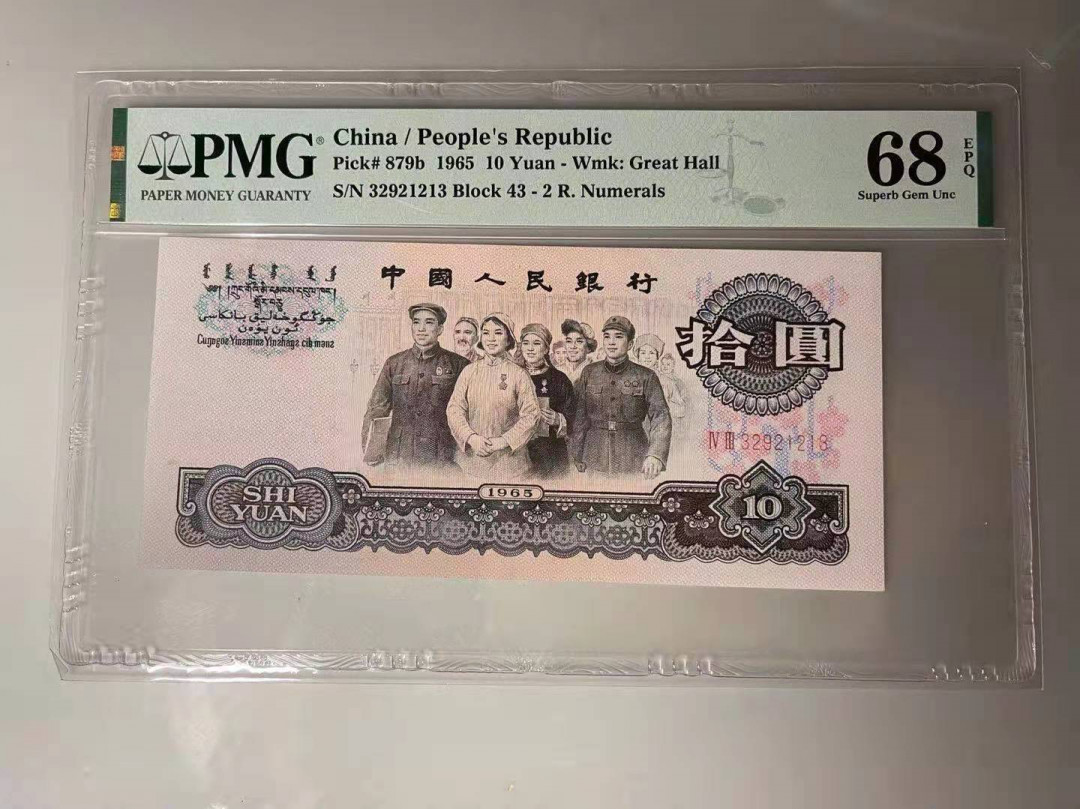 PMG®
PAPER MONEY GUARANTY
China / People's Republic
Pick# 879b 1965 10 Yuan - Wmk: Great Hall
S/N 32921213 Block 43 - 2 R. Numerals
68
EPQ
Superb Gem Unc
中國人民銀行
拾圓
ⅣⅢ 32921213
1965
SHI
YUAN
10